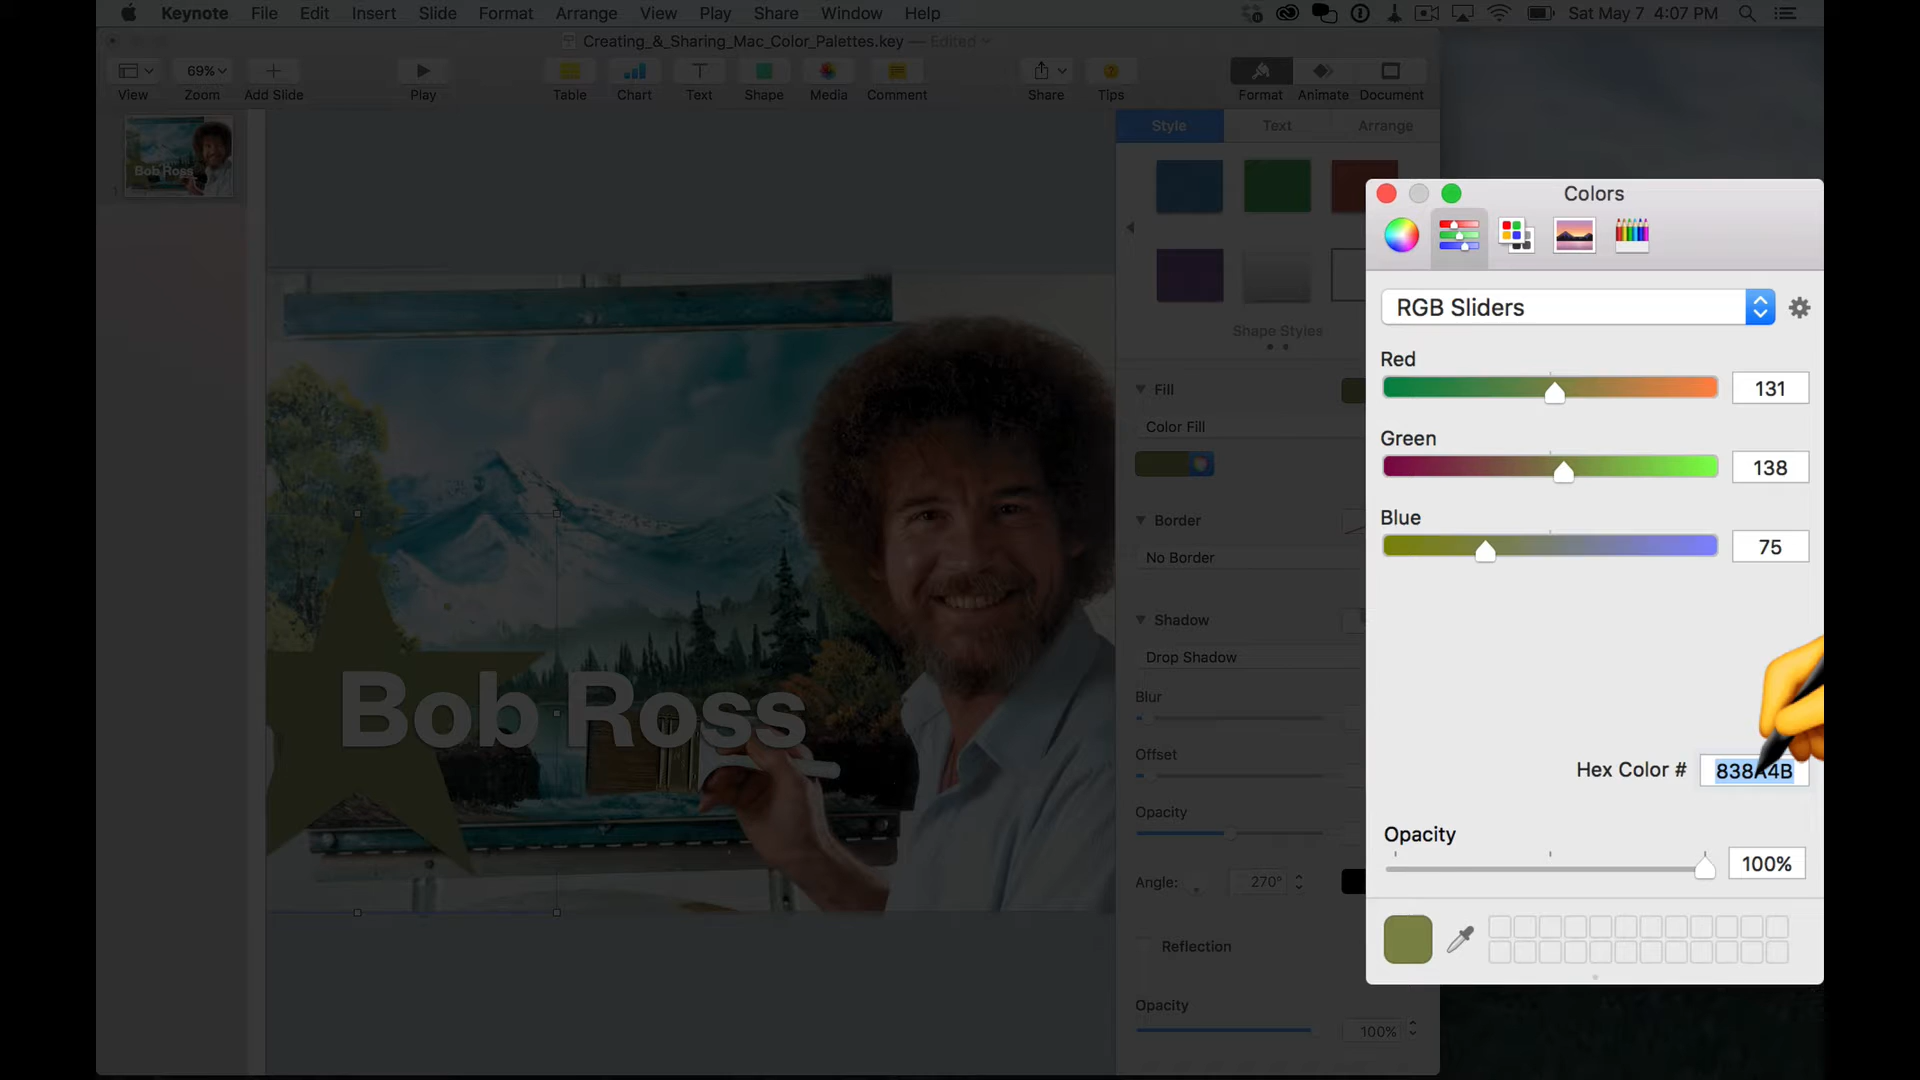 Keynote File Edit Insert Slide Format Arrange View Play Share Window Help Sat May 7 4:07 PM
Creating_&_Sharing_Mac_Color_Palettes.key — Edited
69%
View Zoom Add Slide Play Table Chart Text Shape Media Comment Share Tips Format Animate Document
Bob Ross
1
Bob Ross
Style Text Arrange
Shape Styles
Fill
Color Fill
Border
No Border
Shadow
Drop Shadow
Blur
Offset
Opacity
Angle: 270°
Reflection
Opacity
100%
Colors
RGB Sliders
Red
131
Green
138
Blue
75
Hex Color # 838A4B
Opacity
100%